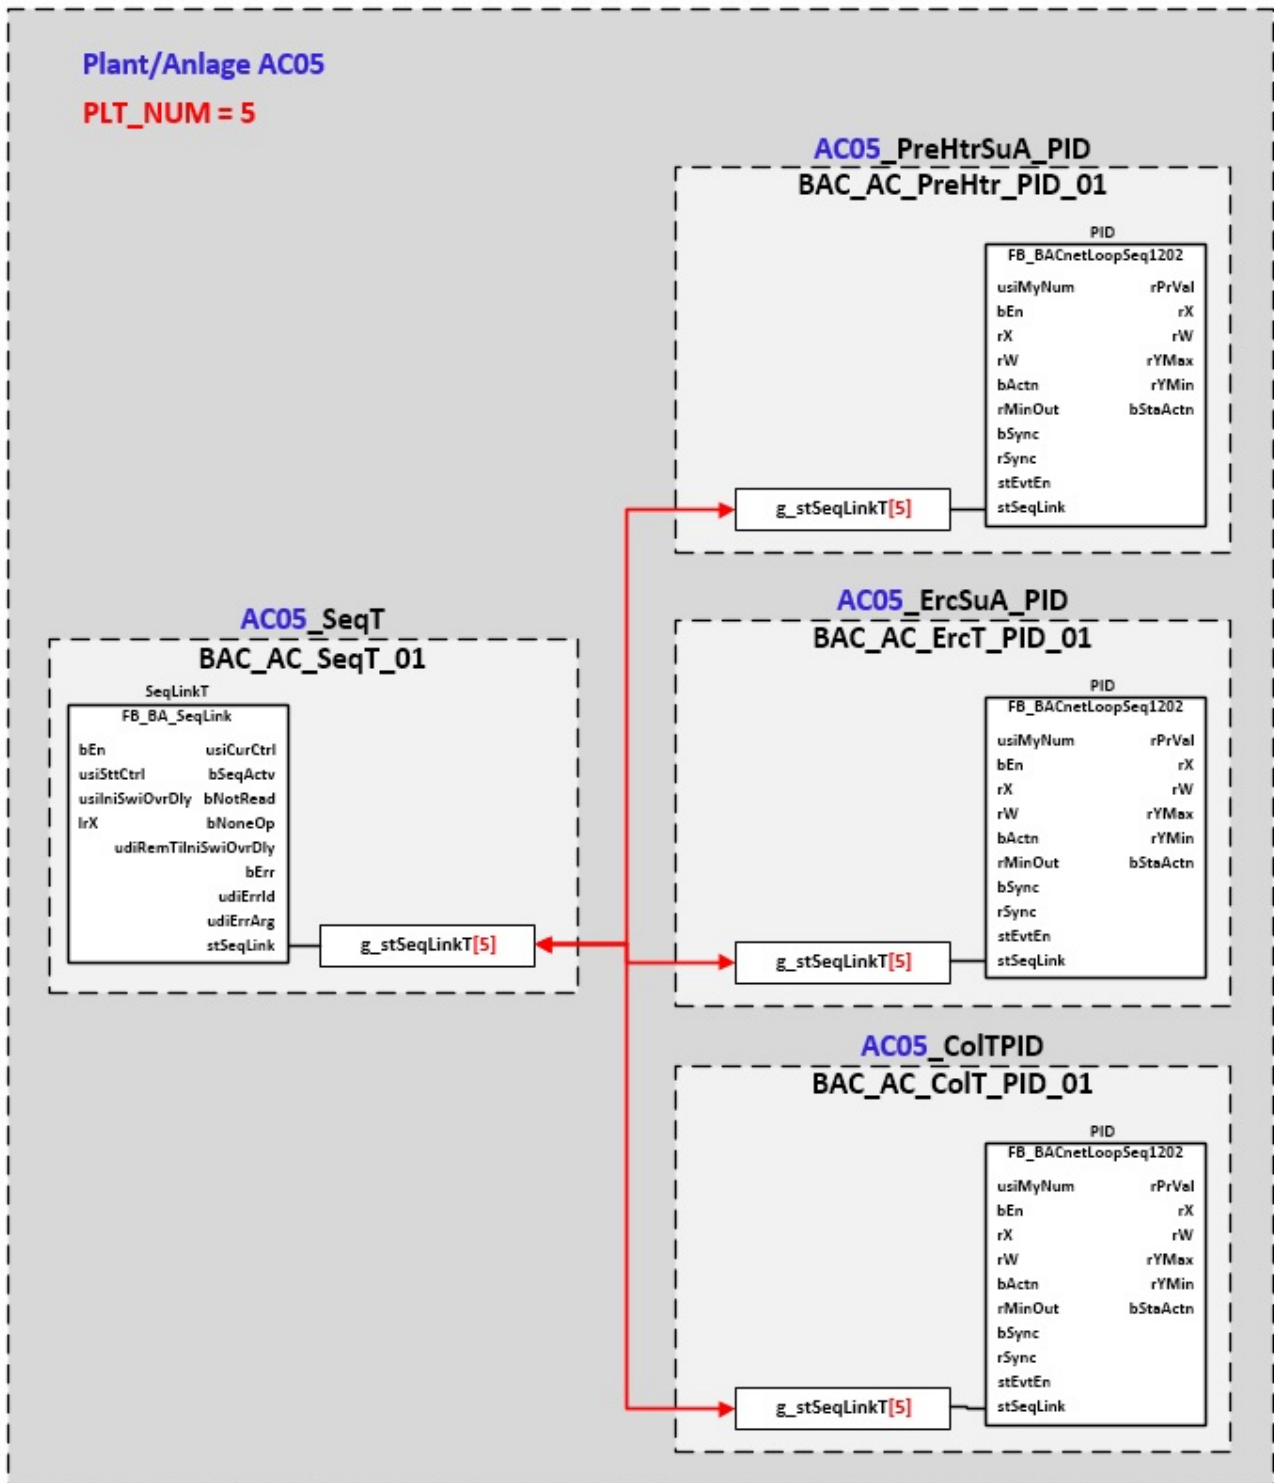 Plant/Anlage AC05
PLT_NUM = 5
AC05_PreHtrSuA_PID
BAC_AC_PreHtr_PID_01
PID
FB_BACnetLoopSeq1202
usiMyNum rPrVal
bEn rX
rX rW
rW rYMax
bActn rYMin
rMinOut bStaActn
bSync
rSync
stEvtEn
stSeqLink
g_stSeqLinkT[5]
AC05_SeqT
BAC_AC_SeqT_01
SeqLinkT
FB_BA_SeqLink
bEn usiCurCtrl
usiSttCtrl bSeqActv
usiIniSwiOvrDly bNotRead
lrX bNoneOp
udiRemTiIniSwiOvrDly
bErr
udiErrId
udiErrArg
stSeqLink
g_stSeqLinkT[5]
AC05_ErcSuA_PID
BAC_AC_ErcT_PID_01
PID
FB_BACnetLoopSeq1202
usiMyNum rPrVal
bEn rX
rX rW
rW rYMax
bActn rYMin
rMinOut bStaActn
bSync
rSync
stEvtEn
stSeqLink
g_stSeqLinkT[5]
AC05_ColTPID
BAC_AC_ColT_PID_01
PID
FB_BACnetLoopSeq1202
usiMyNum rPrVal
bEn rX
rX rW
rW rYMax
bActn rYMin
rMinOut bStaActn
bSync
rSync
stEvtEn
stSeqLink
g_stSeqLinkT[5]